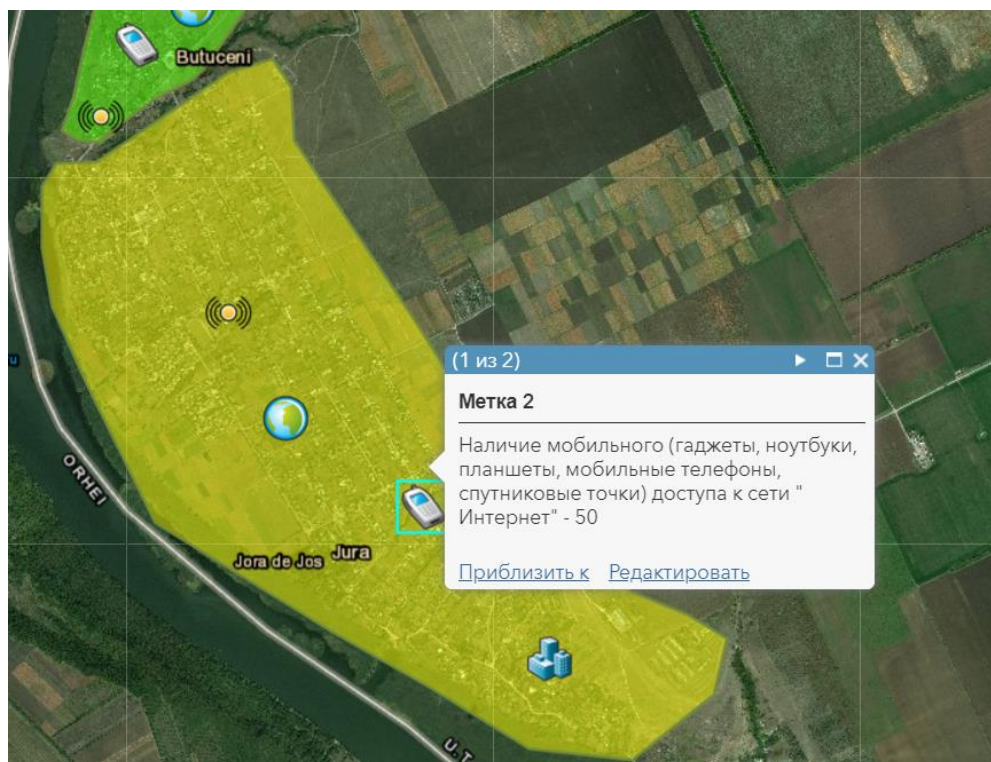 Butuceni
(1 из 2)
Метка 2
Наличие мобильного (гаджеты, ноутбуки,
планшеты, мобильные телефоны,
спутниковые точки) доступа к сети "
Интернет" - 50
Приблизить к Редактировать
ORHEI
Jora de Jos Jura
U.T